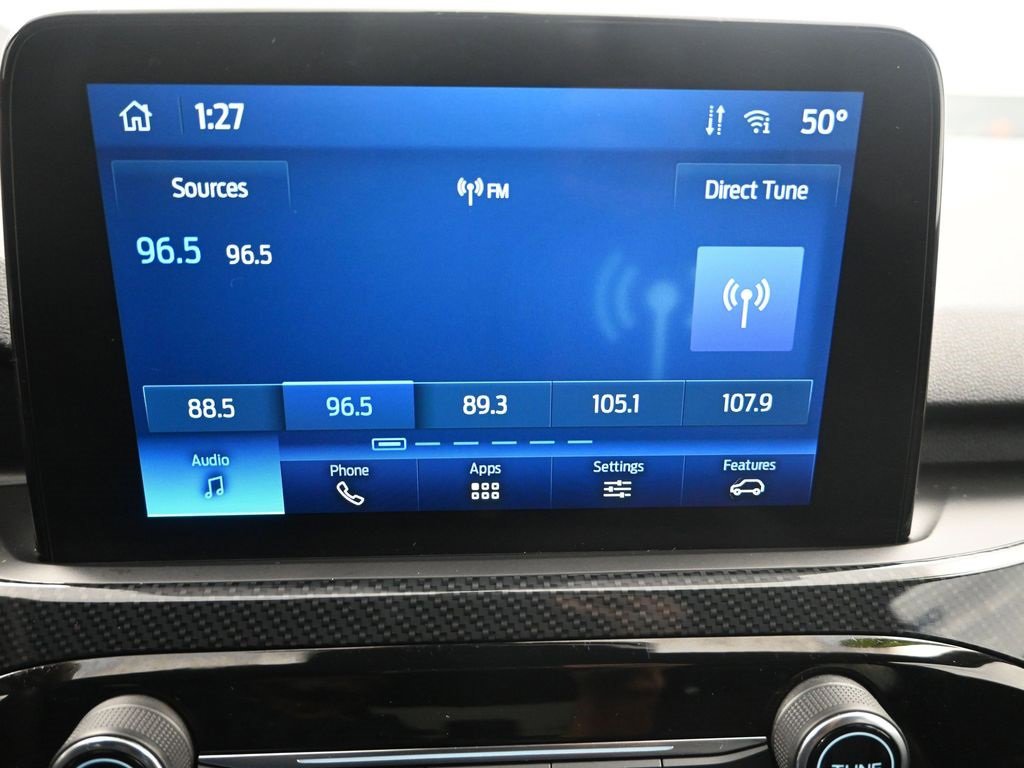 1:27 50°
Sources FM Direct Tune
96.5 96.5
88.5 96.5 89.3 105.1 107.9
Audio Phone Apps Settings Features
TUNE